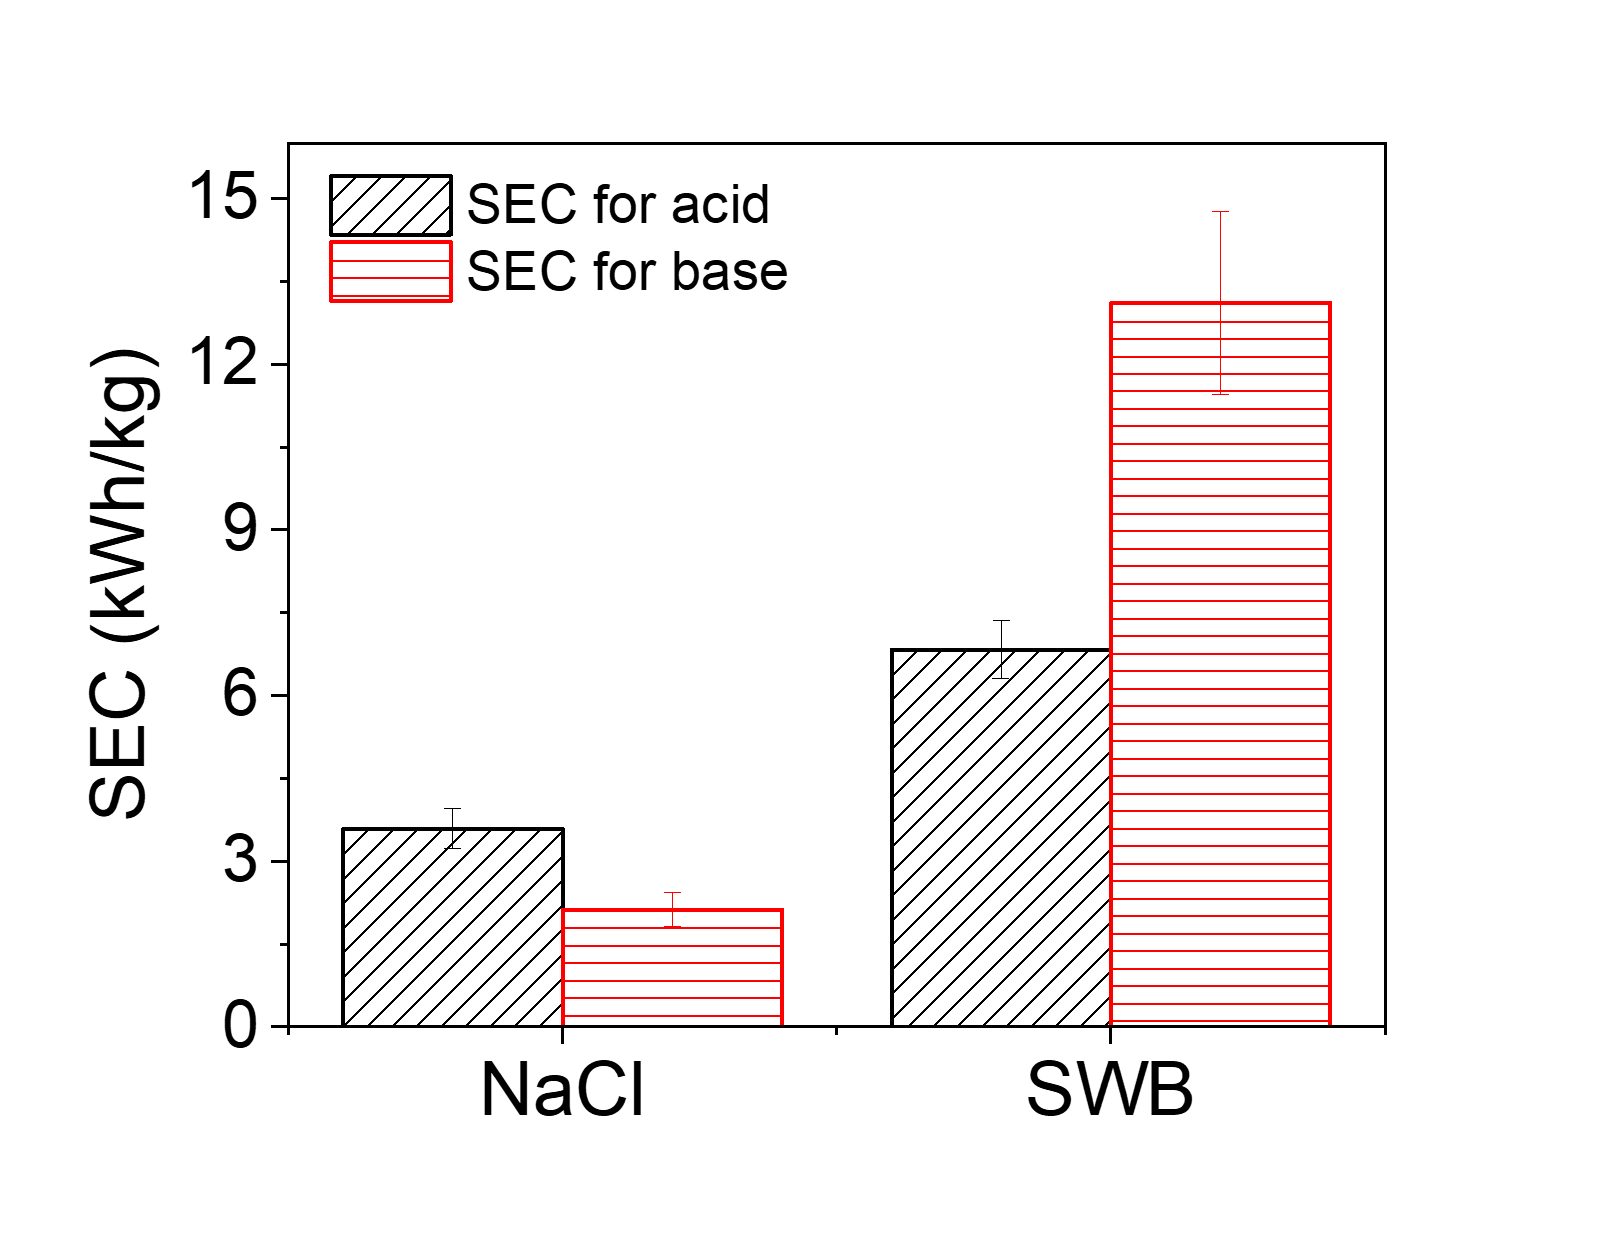 SEC for acid
SEC for base
SEC (kWh/kg)
15
12
9
6
3
0
NaCl
SWB